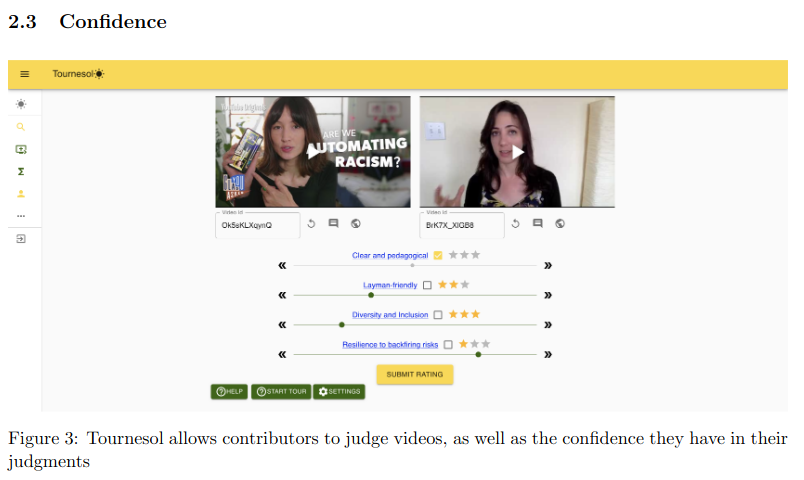 2.3 Confidence
Tournesol
YouTube Originals
ARE WE
AUTOMATING
RACISM?
Video Id
Ok5sKLXqynQ
Video Id
BrK7X_XlGB8
Clear and pedagogical
« »
Layman-friendly
« »
Diversity and Inclusion
« »
Resilience to backfiring risks
« »
SUBMIT RATING
HELP START TOUR SETTINGS
Figure 3: Tournesol allows contributors to judge videos, as well as the confidence they have in their
judgments